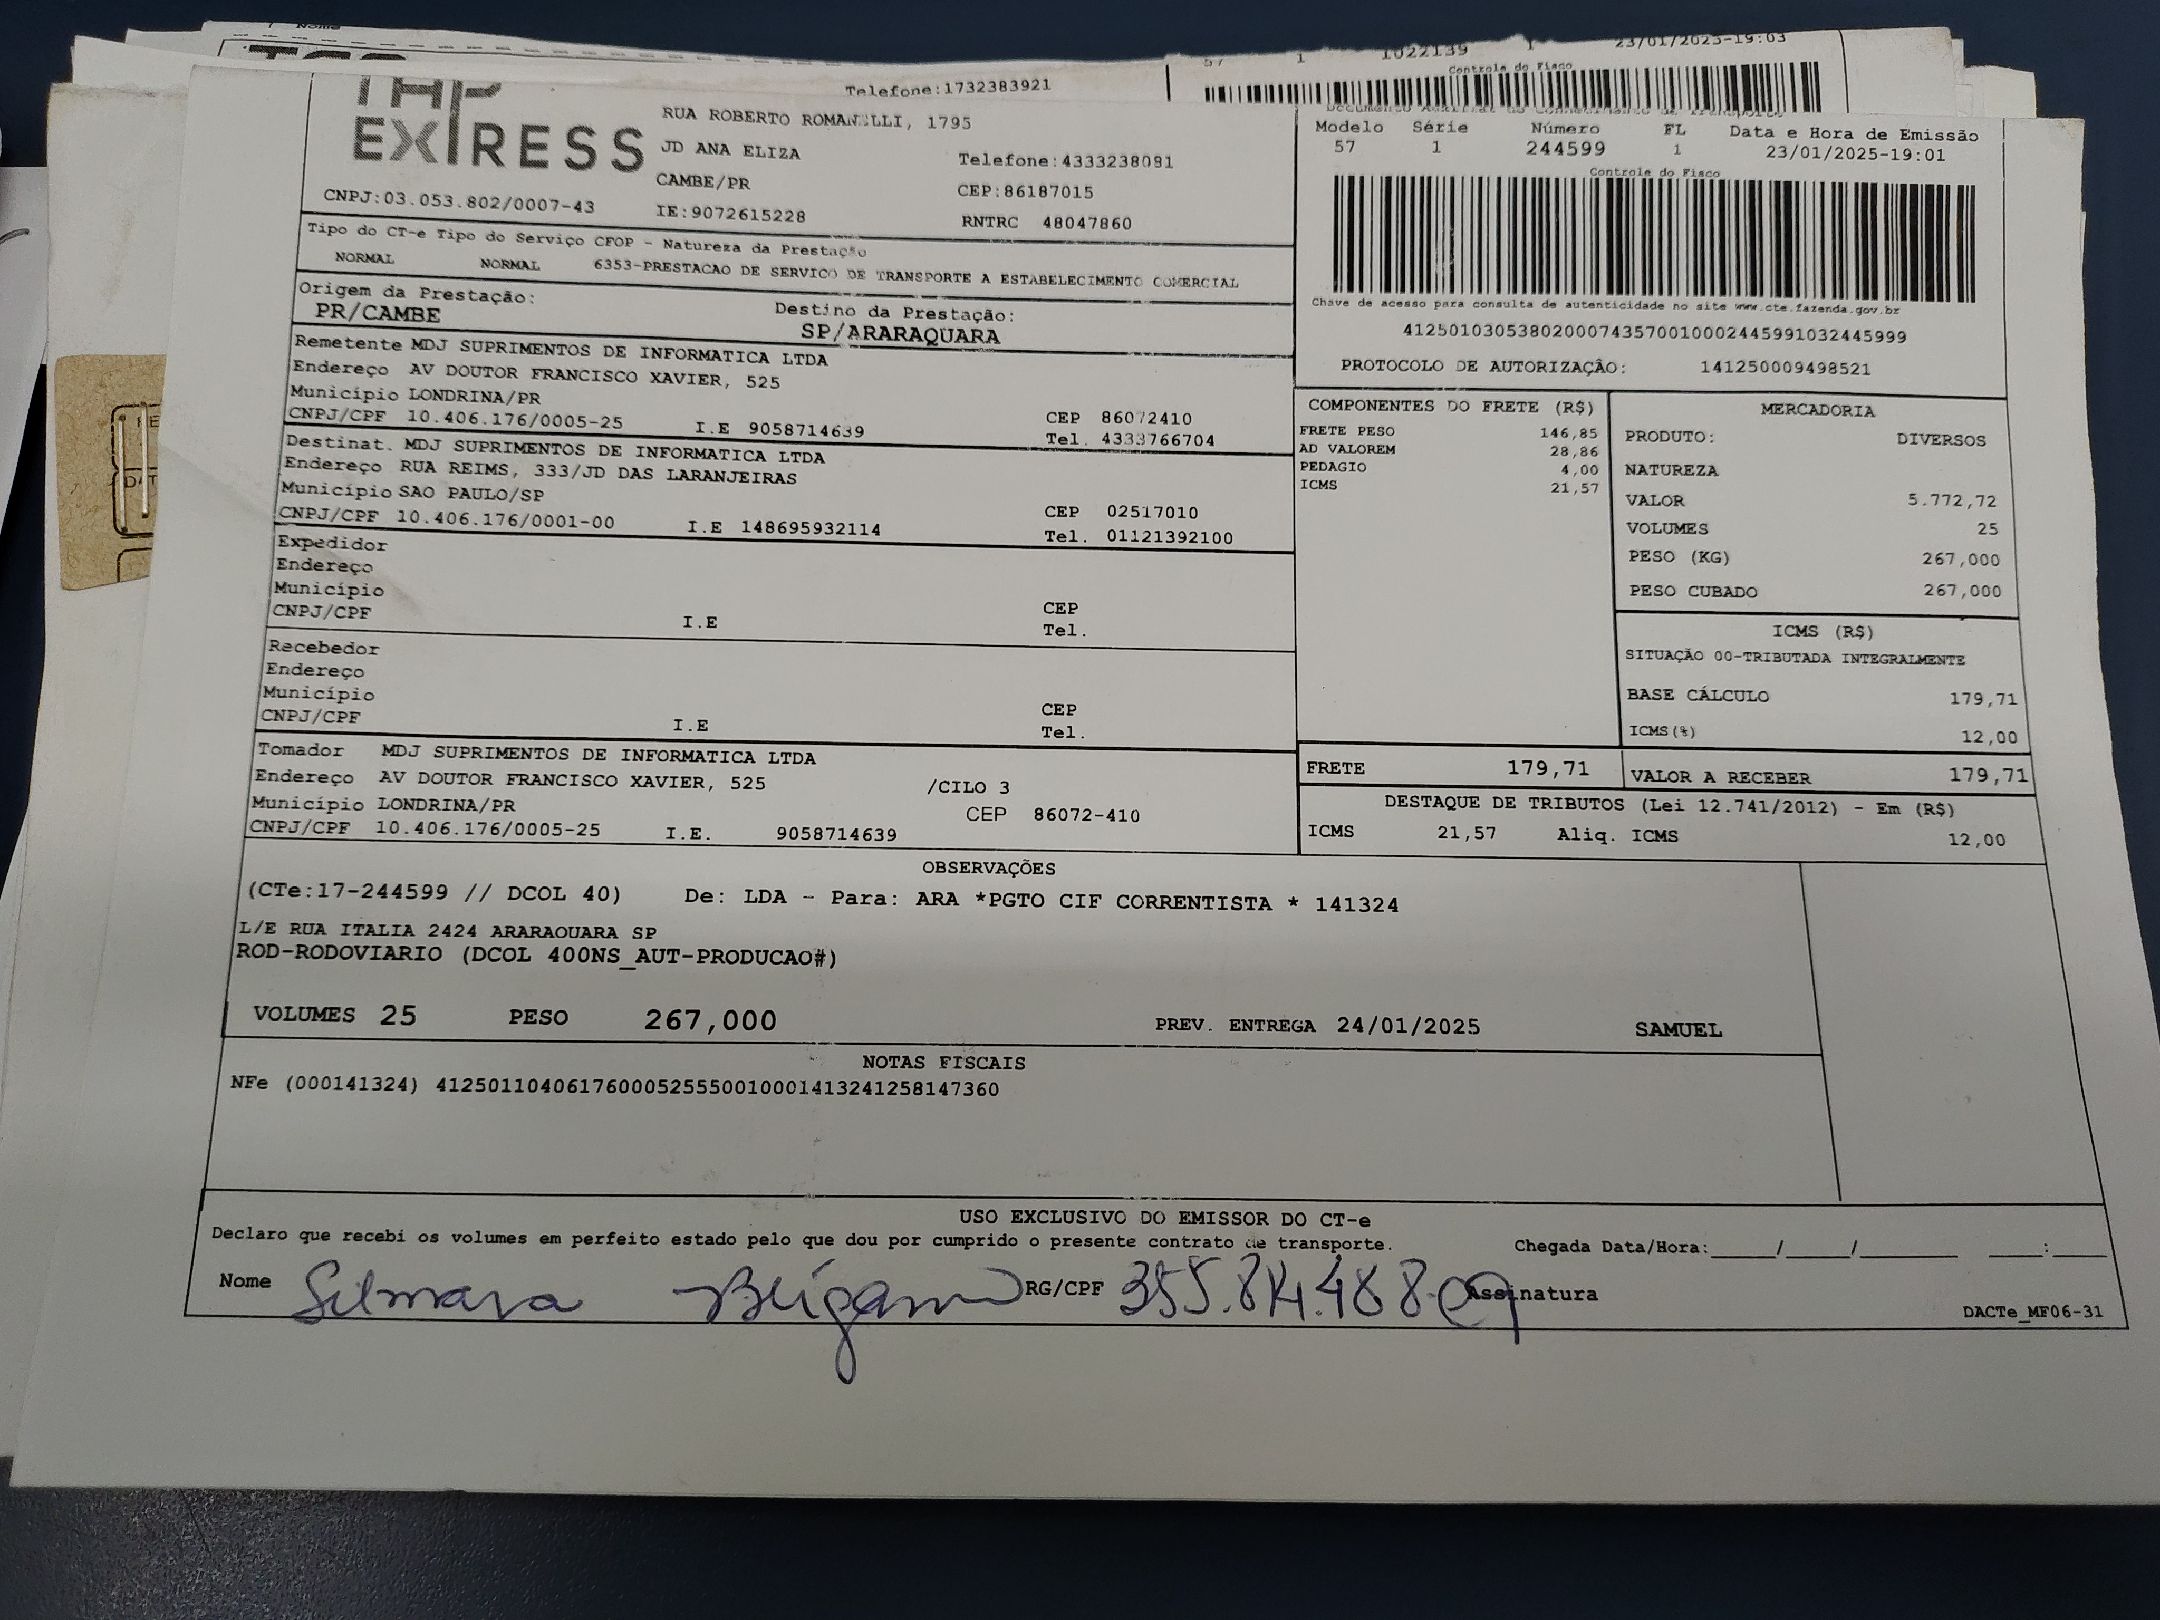 Telefone:1732383921
57 1 1022139 1 23/01/2025-19:03
Controle do Fisco
EXPRESS
RUA ROBERTO ROMANELLI, 1795
JD ANA ELIZA
Telefone:4333238081
CAMBE/PR
CEP:86187015
CNPJ:03.053.802/0007-43
IE:9072615228
RNTRC 48047860
Modelo Série Número FL Data e Hora de Emissão
57 1 244599 1 23/01/2025-19:01
Controle do Fisco
Chave de acesso para consulta de autenticidade no site www.cte.fazenda.gov.br
41250103053802000743570010002445991032445999
PROTOCOLO DE AUTORIZAÇÃO: 141250009498521
Tipo do CT-e Tipo do Serviço CFOP - Natureza da Prestação
NORMAL NORMAL 6353-PRESTACAO DE SERVICO DE TRANSPORTE A ESTABELECIMENTO COMERCIAL
Origem da Prestação: Destino da Prestação:
PR/CAMBE SP/ARARAQUARA
Remetente MDJ SUPRIMENTOS DE INFORMATICA LTDA
Endereço AV DOUTOR FRANCISCO XAVIER, 525
Município LONDRINA/PR CEP 86072410
CNPJ/CPF 10.406.176/0005-25 I.E 9058714639 Tel. 4333766704
Destinat. MDJ SUPRIMENTOS DE INFORMATICA LTDA
Endereço RUA REIMS, 333/JD DAS LARANJEIRAS
Município SAO PAULO/SP CEP 02517010
CNPJ/CPF 10.406.176/0001-00 I.E 148695932114 Tel. 01121392100
Expedidor
Endereço
Município CEP
CNPJ/CPF I.E Tel.
Recebedor
Endereço
Município CEP
CNPJ/CPF I.E Tel.
Tomador MDJ SUPRIMENTOS DE INFORMATICA LTDA
Endereço AV DOUTOR FRANCISCO XAVIER, 525 /CILO 3
Município LONDRINA/PR CEP 86072-410
CNPJ/CPF 10.406.176/0005-25 I.E. 9058714639
COMPONENTES DO FRETE (R$)
FRETE PESO 146,85
AD VALOREM 28,86
PEDAGIO 4,00
ICMS 21,57
MERCADORIA
PRODUTO: DIVERSOS
NATUREZA
VALOR 5.772,72
VOLUMES 25
PESO (KG) 267,000
PESO CUBADO 267,000
ICMS (R$)
SITUAÇÃO 00-TRIBUTADA INTEGRALMENTE
BASE CÁLCULO 179,71
ICMS(%) 12,00
FRETE 179,71 VALOR A RECEBER 179,71
DESTAQUE DE TRIBUTOS (Lei 12.741/2012) - Em (R$)
ICMS 21,57 Aliq. ICMS 12,00
OBSERVAÇÕES
(CTe:17-244599 // DCOL 40) De: LDA - Para: ARA *PGTO CIF CORRENTISTA * 141324
L/E RUA ITALIA 2424 ARARAQUARA SP
ROD-RODOVIARIO (DCOL 400NS_AUT-PRODUCAO#)
VOLUMES 25 PESO 267,000 PREV. ENTREGA 24/01/2025 SAMUEL
NOTAS FISCAIS
NFe (000141324) 41250110406176000525550010001413241258147360
USO EXCLUSIVO DO EMISSOR DO CT-e
Declaro que recebi os volumes em perfeito estado pelo que dou por cumprido o presente contrato de transporte. Chegada Data/Hora:_____/_____/_________ _____:_____
Nome Silmara RG/CPF Assinatura
DACTe_MF06-31